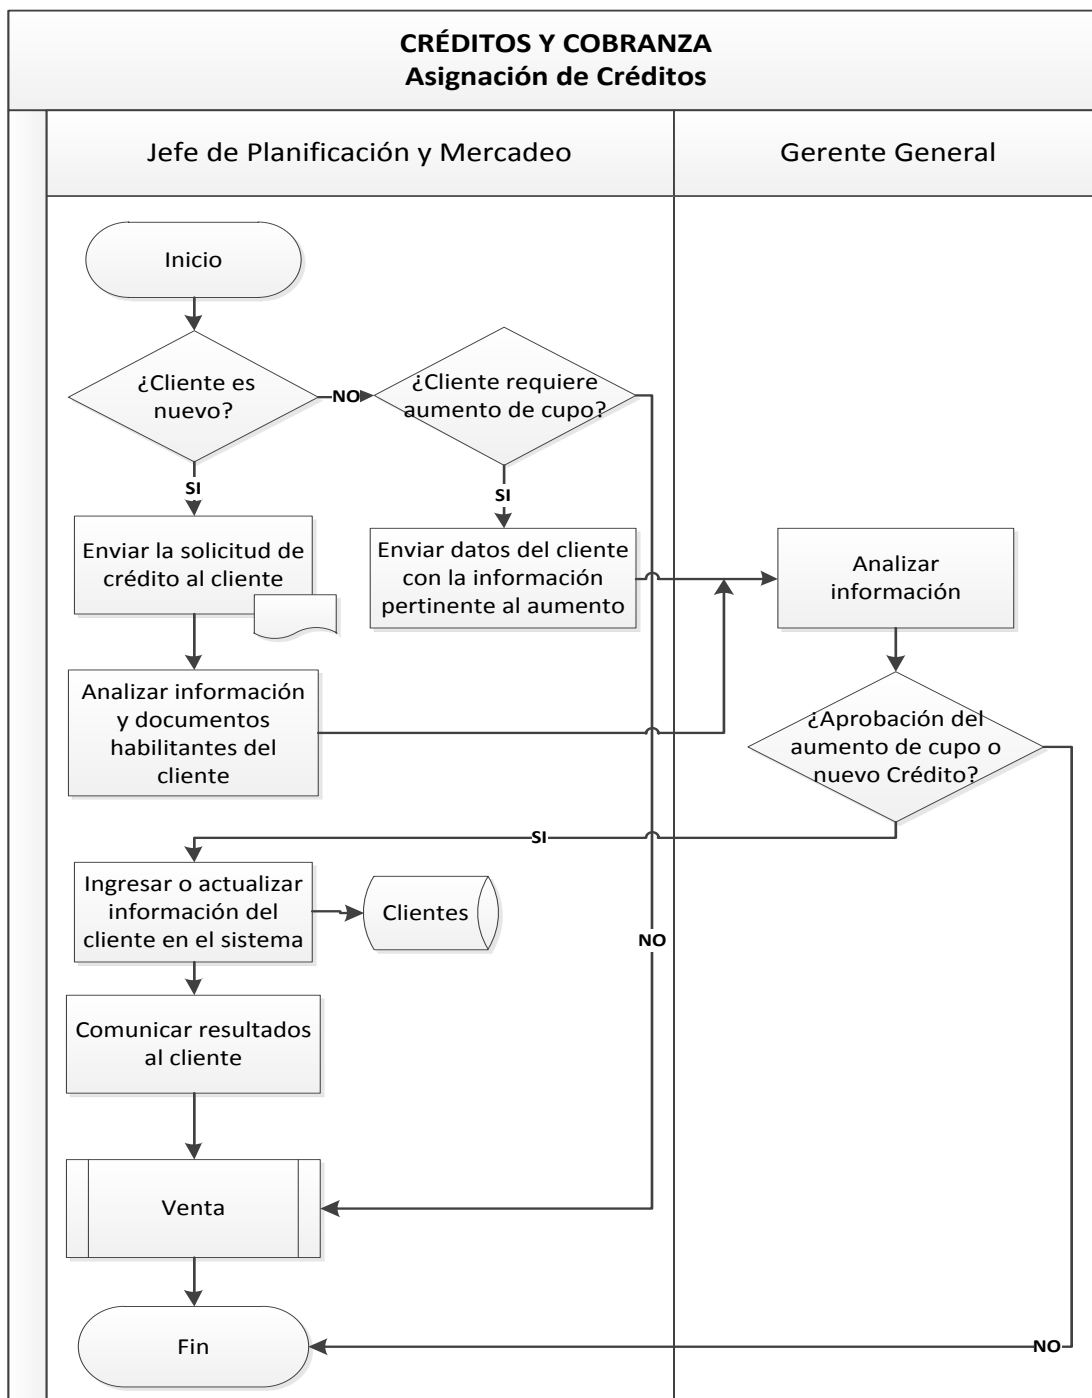 CRÉDITOS Y COBRANZA
Asignación de Créditos
Jefe de Planificación y Mercadeo
Gerente General
Inicio
¿Cliente es
nuevo?
NO
¿Cliente requiere
aumento de cupo?
SI
SI
Enviar la solicitud de
crédito al cliente
Enviar datos del cliente
con la información
pertinente al aumento
Analizar
información
Analizar información
y documentos
habilitantes del
cliente
¿Aprobación del
aumento de cupo o
nuevo Crédito?
SI
Ingresar o actualizar
información del
cliente en el sistema
Clientes
NO
Comunicar resultados
al cliente
Venta
Fin
NO